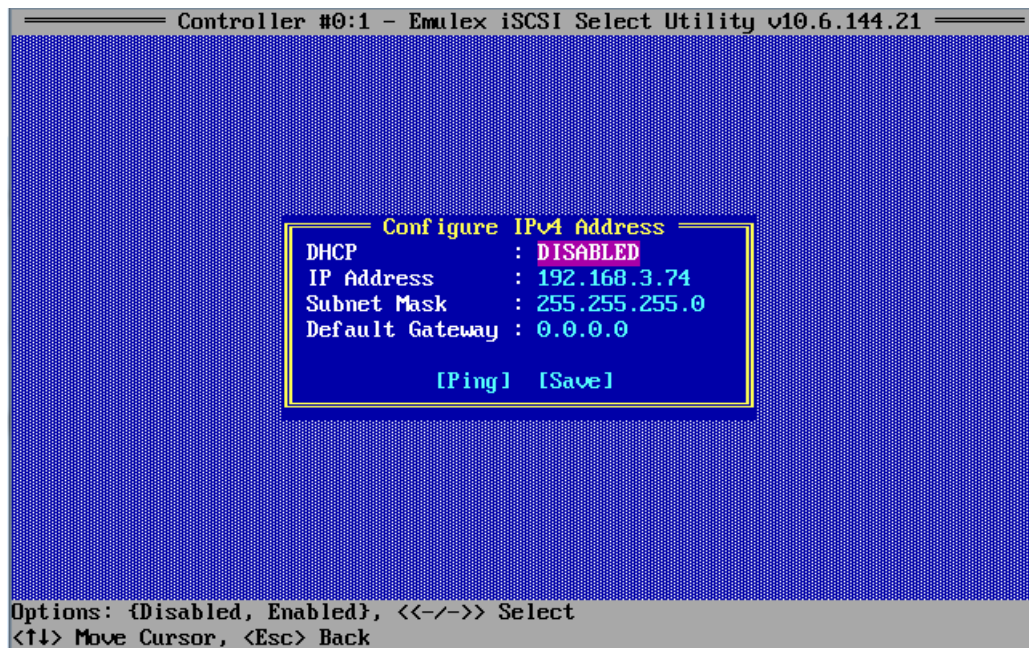 Controller #0:1 - Emulex iSCSI Select Utility v10.6.144.21
Configure IPv4 Address
DHCP : DISABLED
IP Address : 192.168.3.74
Subnet Mask : 255.255.255.0
Default Gateway : 0.0.0.0
[Ping] [Save]
Options: {Disabled, Enabled}, <<-/->> Select
<↑↓> Move Cursor, <Esc> Back